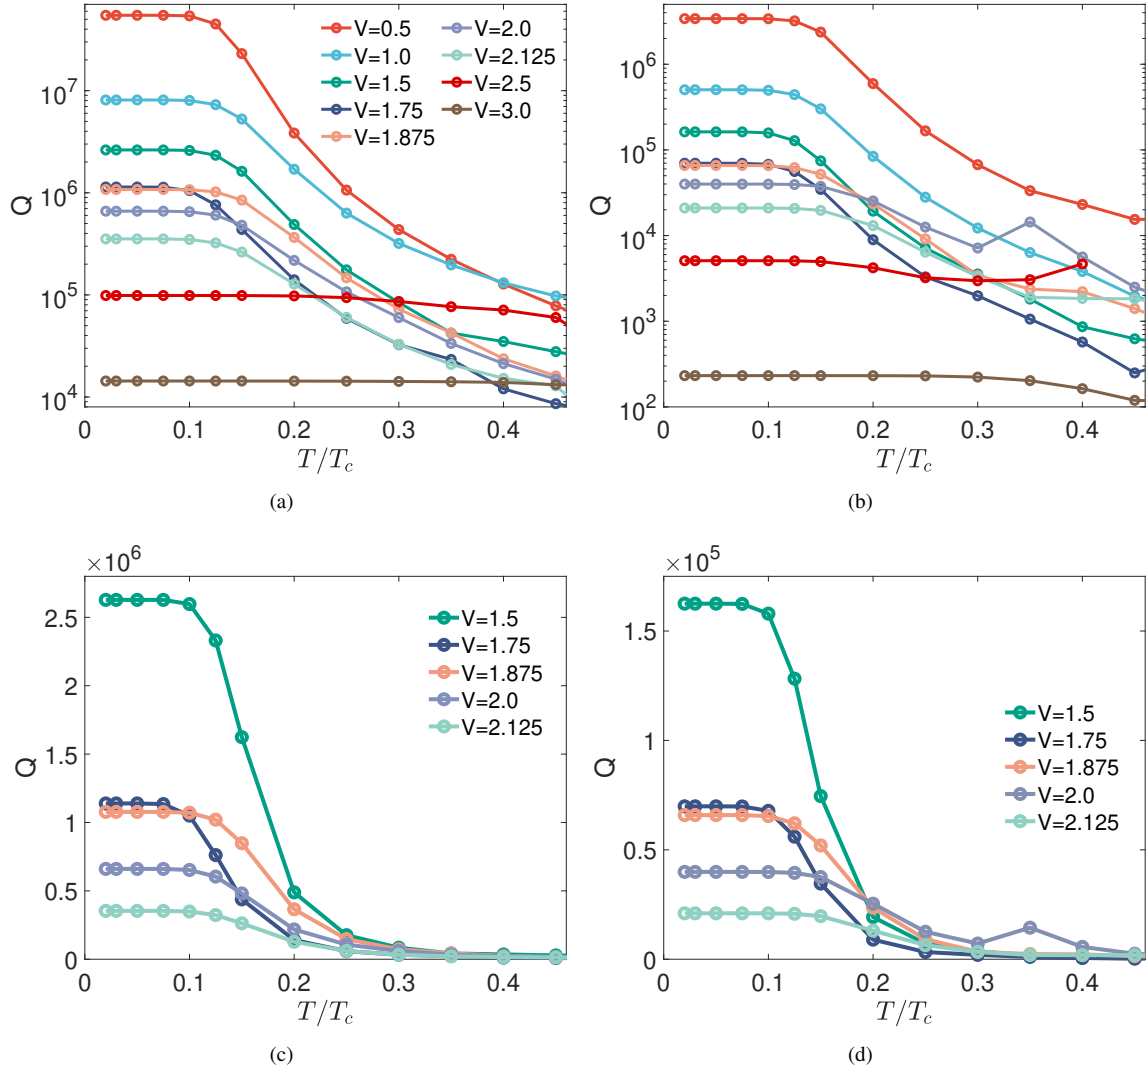 10^7
10^6
10^5
10^4
Q
0
0.1
0.2
0.3
0.4
T/T_c
V=0.5
V=1.0
V=1.5
V=1.75
V=1.875
V=2.0
V=2.125
V=2.5
V=3.0
(a)
10^6
10^5
10^4
10^3
10^2
Q
0
0.1
0.2
0.3
0.4
T/T_c
(b)
×10^6
2.5
2
1.5
1
0.5
0
Q
0
0.1
0.2
0.3
0.4
T/T_c
V=1.5
V=1.75
V=1.875
V=2.0
V=2.125
(c)
×10^5
1.5
1
0.5
0
Q
0
0.1
0.2
0.3
0.4
T/T_c
V=1.5
V=1.75
V=1.875
V=2.0
V=2.125
(d)